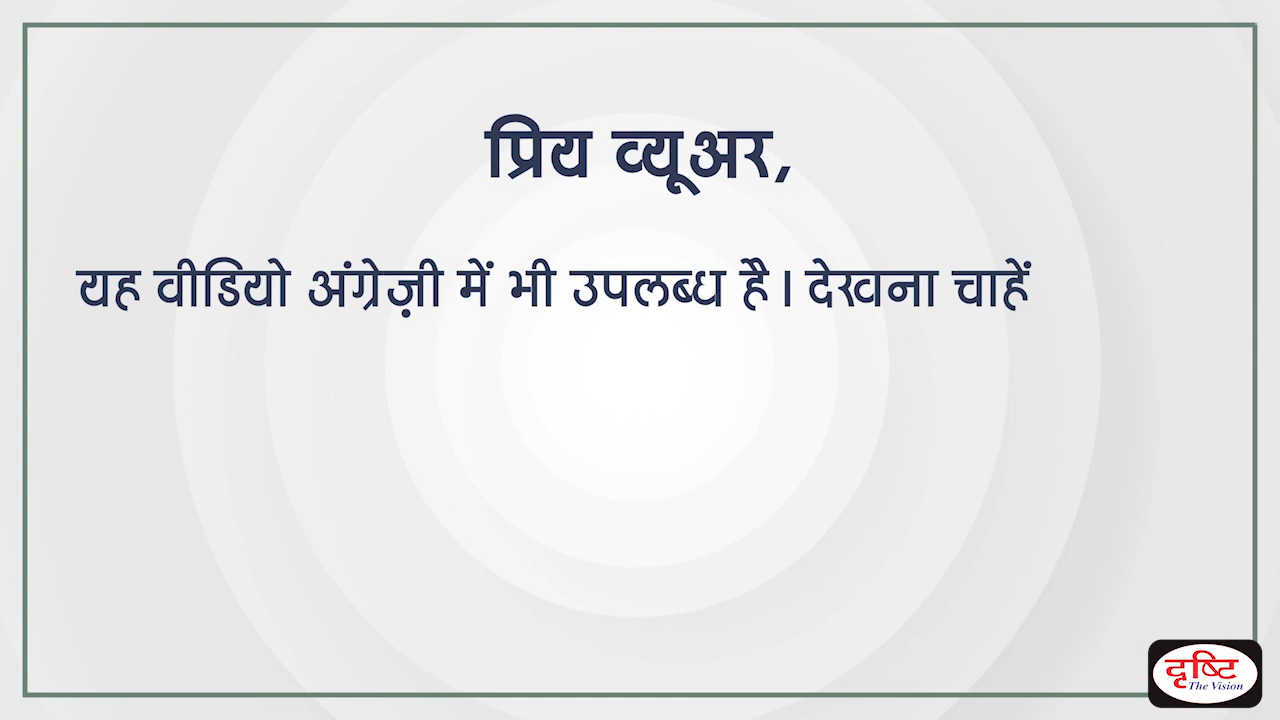 प्रिय व्यूअर,
यह वीडियो अंग्रेज़ी में भी उपलब्ध है। देखना चाहें
दृष्टि
The Vision